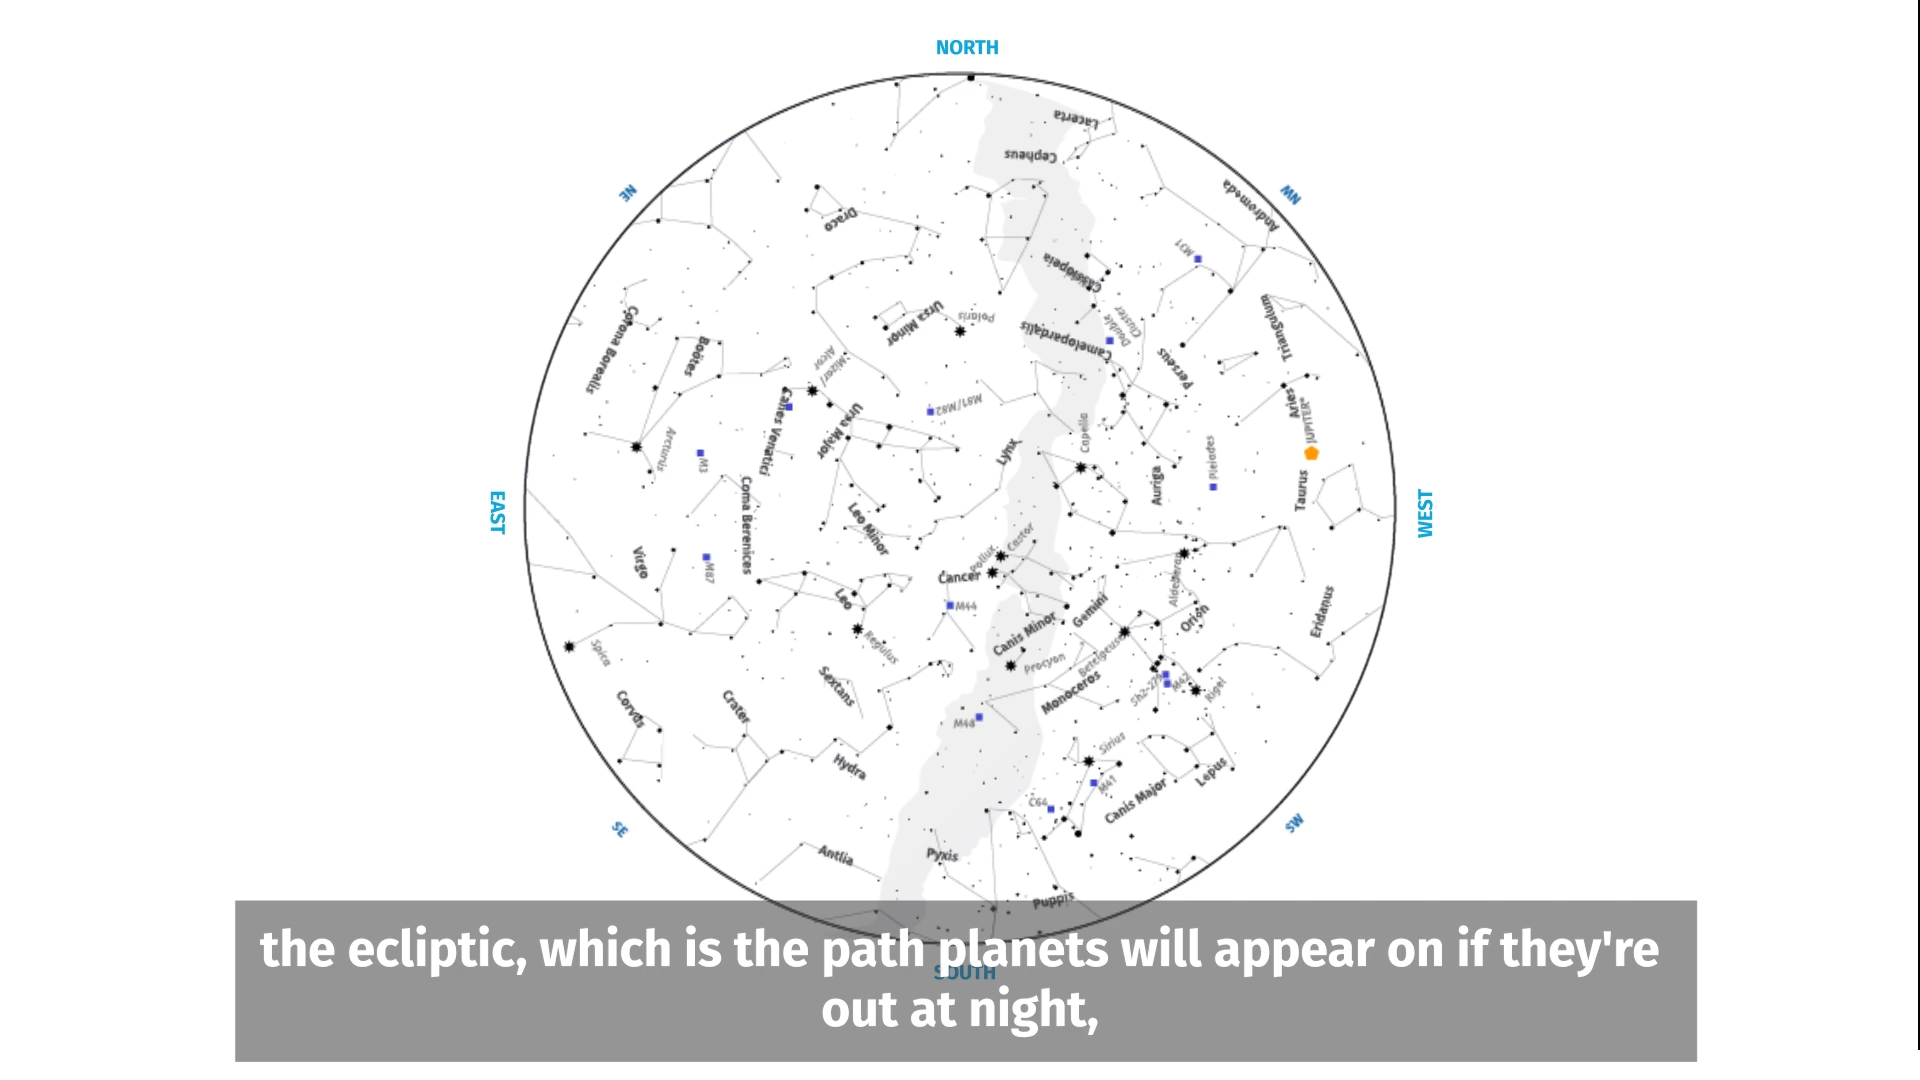 NORTH
Lacerta
Cepheus
NE
NW
Draco
Andromeda
M31
Cassiopeia
Ursa Minor
Polaris
Double
Cluster
Camelopardalis
Triangulum
Corona Borealis
Boötes
Mizar/
Alcor
Perseus
Aries
JUPITER*
M81/M82
Canes Venatici
Ursa Major
Capella
Arcturus
M3
Lynx
Pleiades
Auriga
Taurus
EAST
WEST
Coma Berenices
Leo Minor
Castor
Pollux
Virgo
M87
Cancer
Aldebaran
Leo
M44
Gemini
Orion
Eridanus
Canis Minor
Spica
Regulus
Procyon
Betelgeuse
Sextans
Monoceros
M42
Rigel
Corvus
Crater
M48
Sirius
Hydra
M41
Lepus
C64
Canis Major
SE
SW
Antlia
Pyxis
Puppis
the ecliptic, which is the path planets will appear on if they're
SOUTH
out at night,